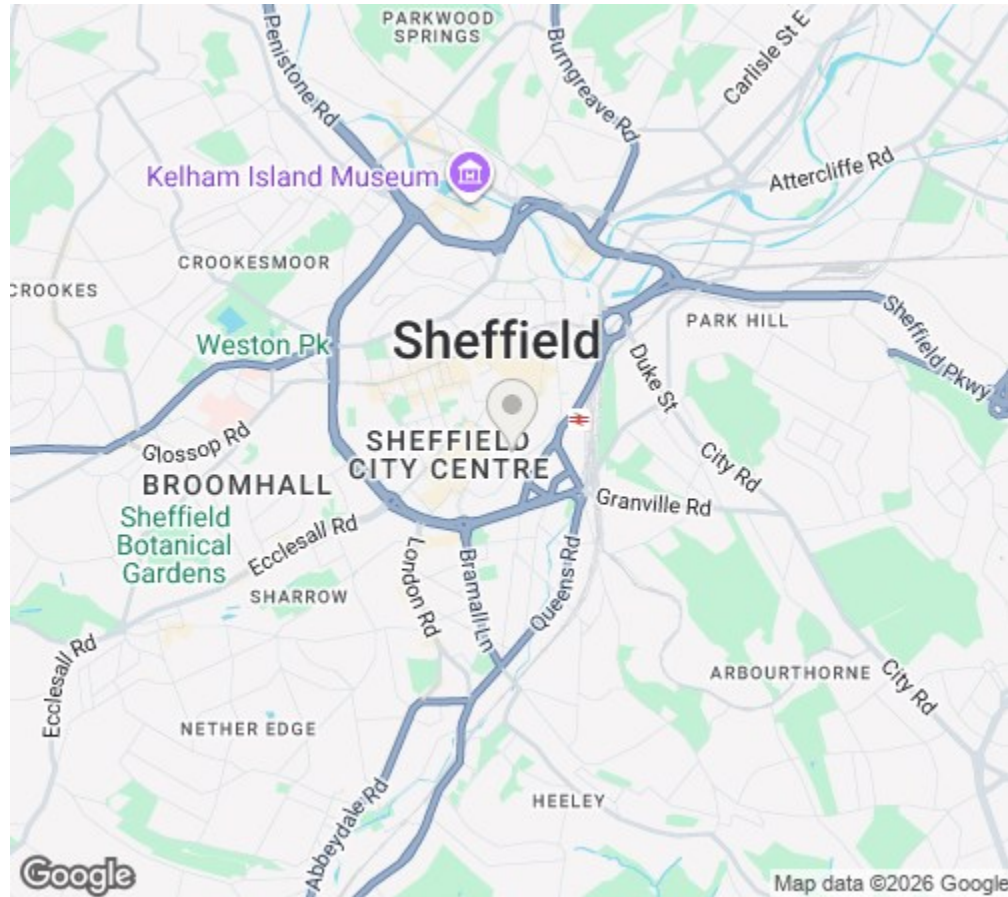 PARKWOOD
SPRINGS
Penistone Rd
Burngreave Rd
Carlisle St E
Attercliffe Rd
Kelham Island Museum
CROOKESMOOR
CROOKES
Sheffield
Weston Pk
PARK HILL
Sheffield Pkwy
Duke St
SHEFFIELD
CITY CENTRE
Glossop Rd
City Rd
BROOMHALL
Granville Rd
Sheffield
Botanical
Gardens
Ecclesall Rd
London Rd
Bramall Ln
Queens Rd
SHARROW
Ecclesall Rd
ARBOURTHORNE
City Rd
NETHER EDGE
HEELEY
Abbeydale Rd
Google
Map data ©2026 Google